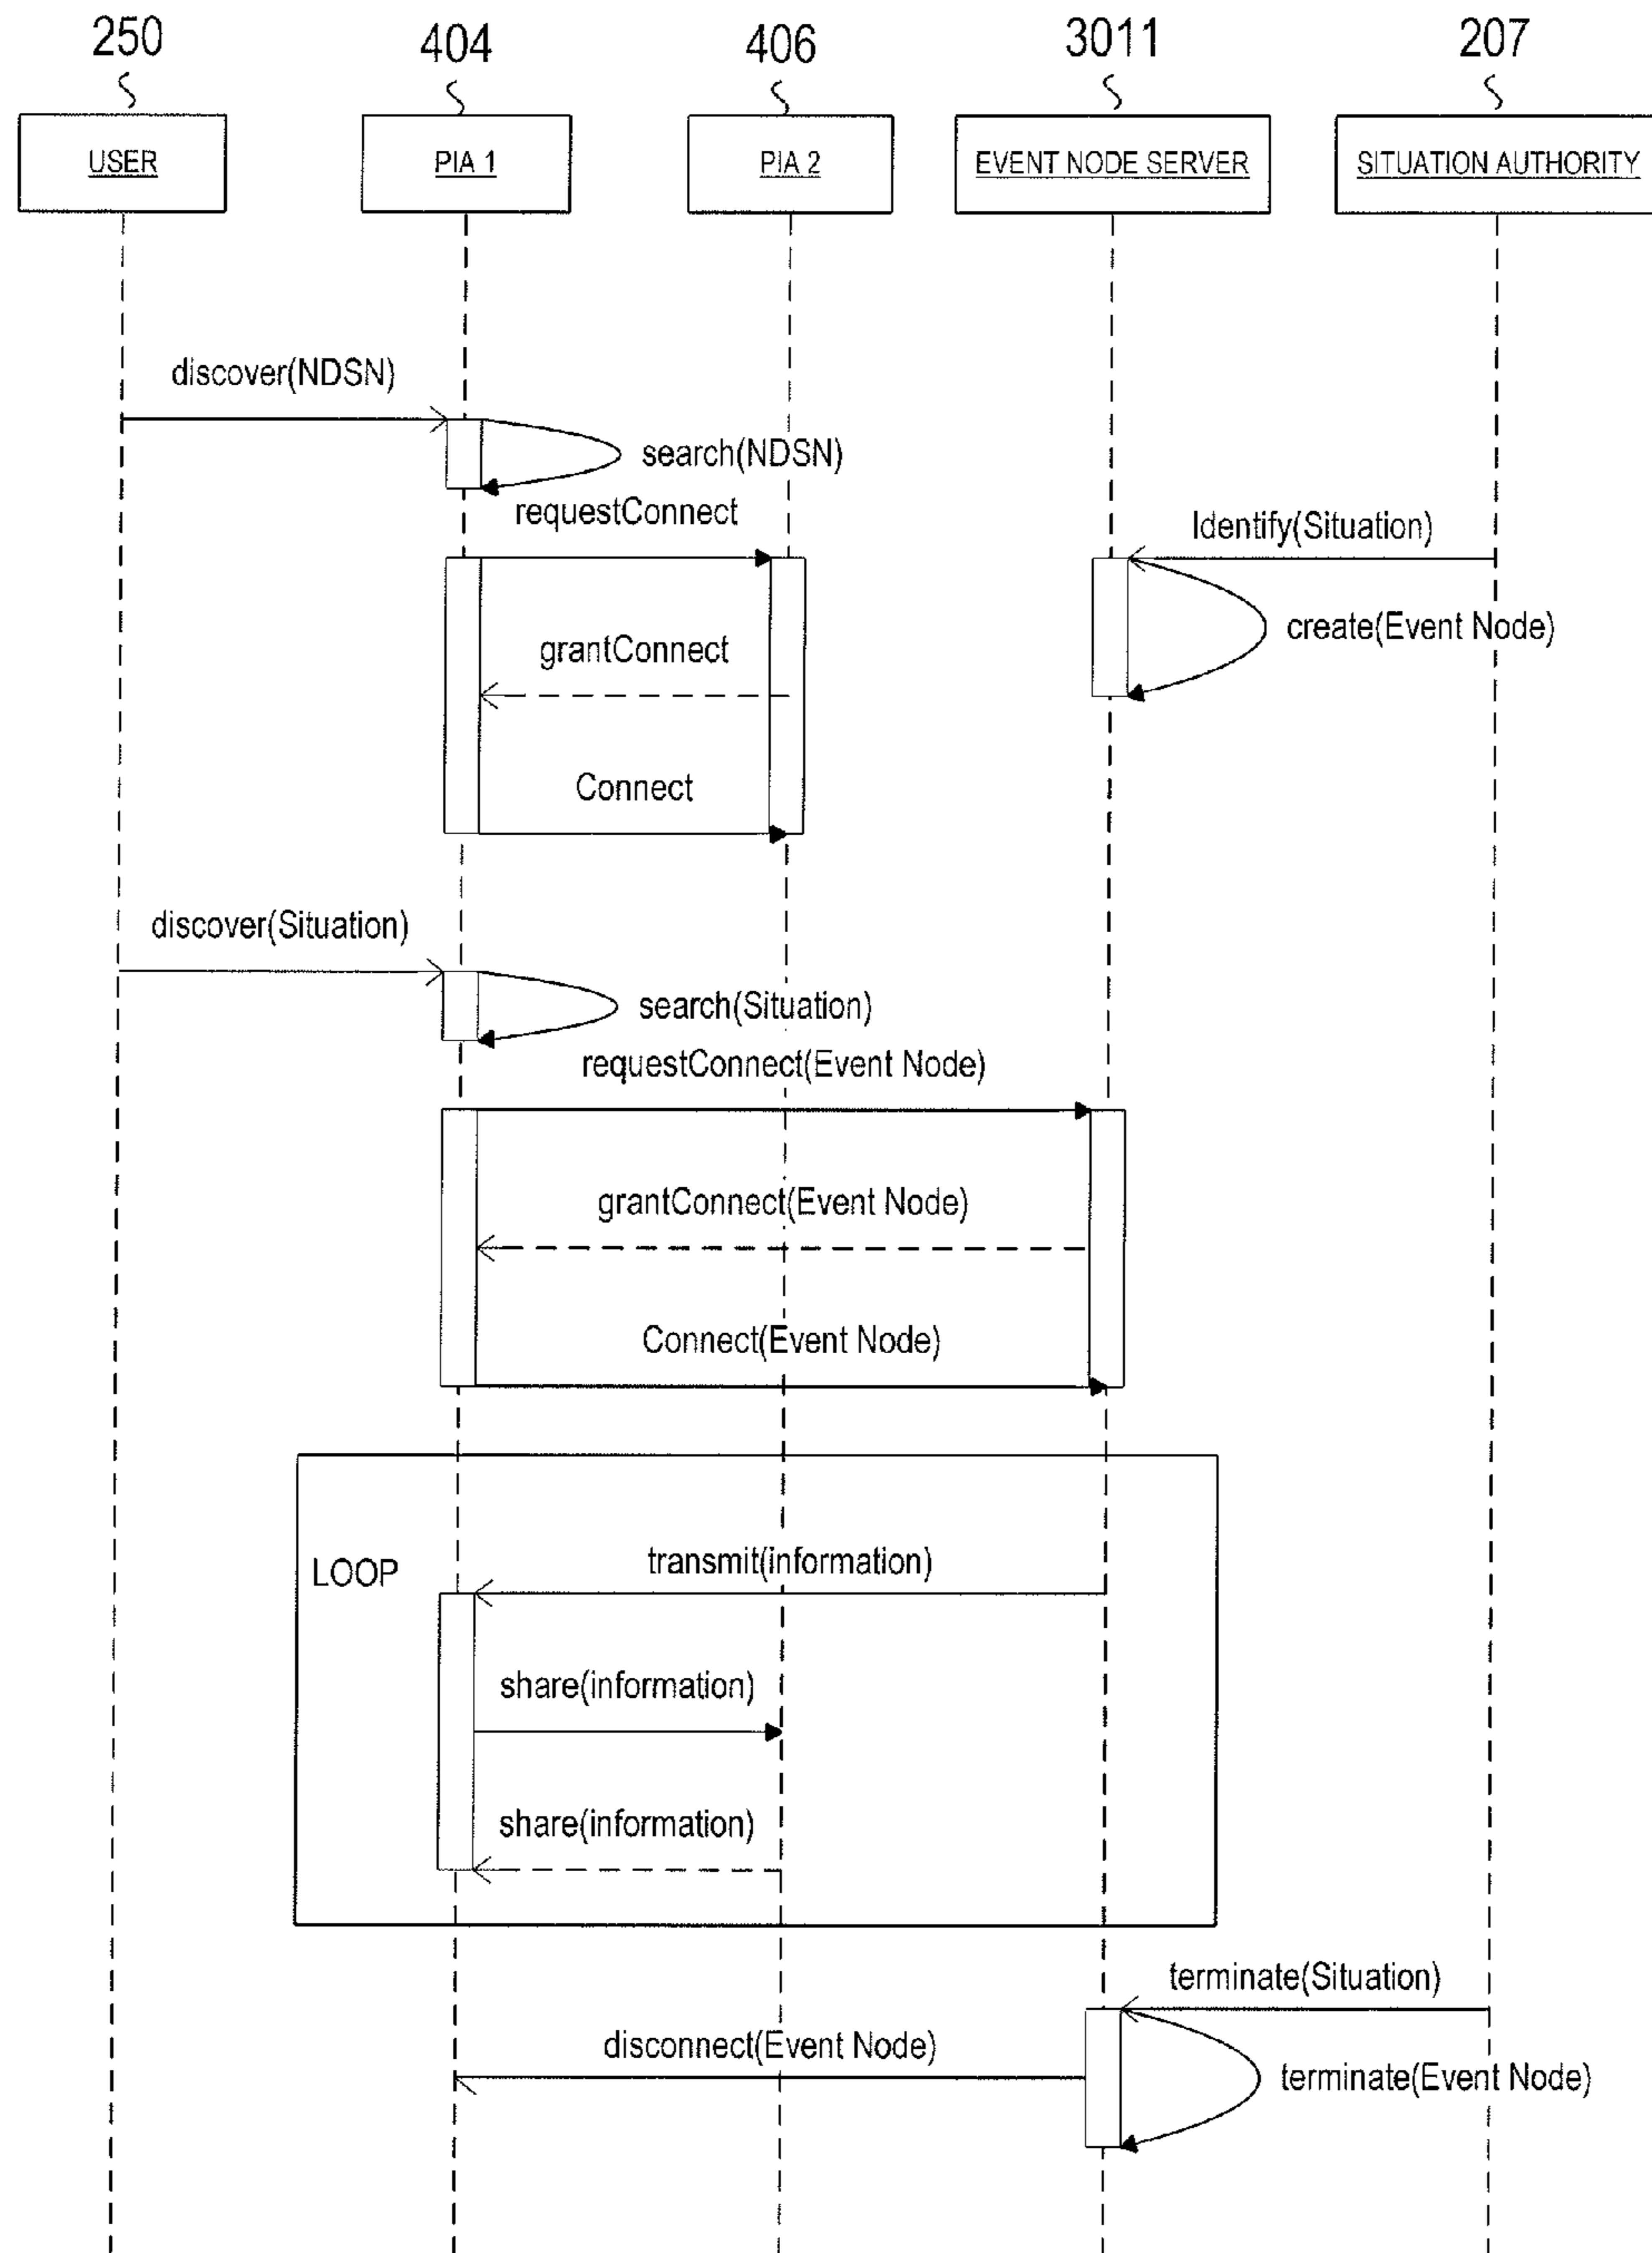 250 404 406 3011 207
USER PIA 1 PIA 2 EVENT NODE SERVER SITUATION AUTHORITY
discover(NDSN)
search(NDSN)
requestConnect
Identify(Situation)
create(Event Node)
grantConnect
Connect
discover(Situation)
search(Situation)
requestConnect(Event Node)
grantConnect(Event Node)
Connect(Event Node)
LOOP
transmit(information)
share(information)
share(information)
terminate(Situation)
disconnect(Event Node)
terminate(Event Node)